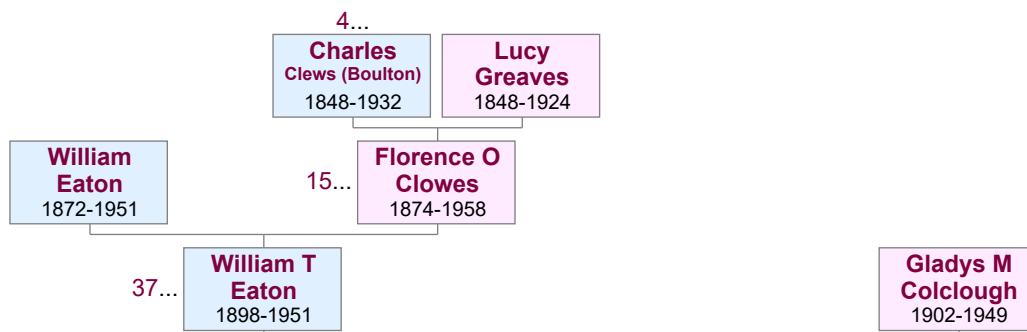 4...
Charles
Clews (Boulton)
1848-1932
Lucy
Greaves
1848-1924
William
Eaton
1872-1951
15...
Florence O
Clowes
1874-1958
37...
William T
Eaton
1898-1951
Gladys M
Colclough
1902-1949